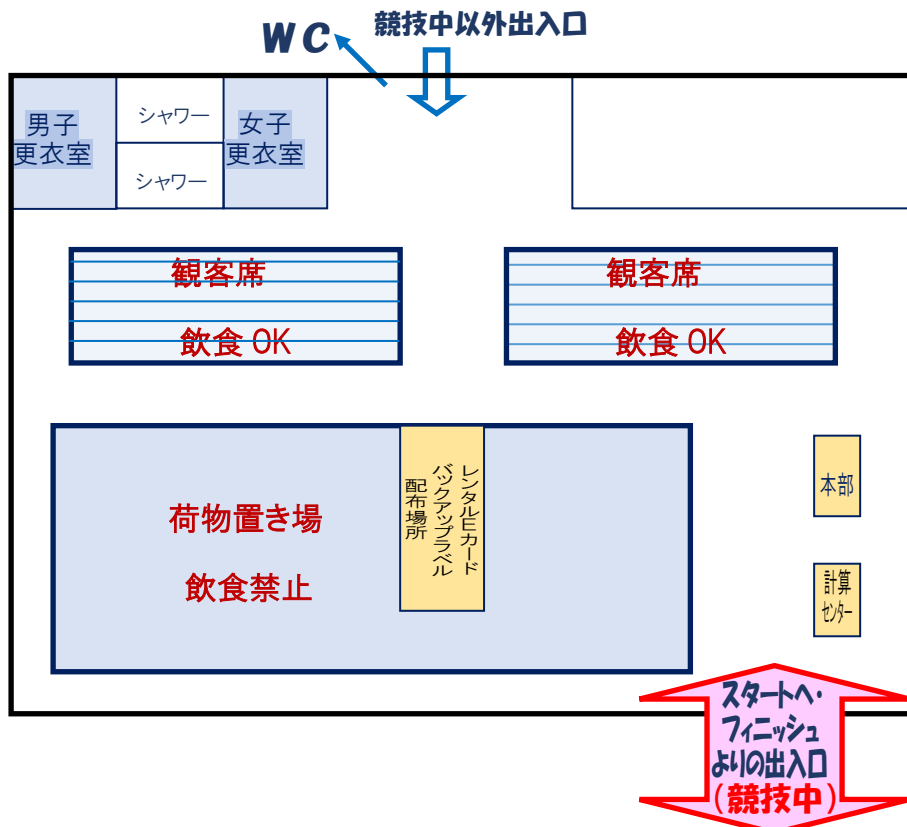 WC
競技中以外出入口
男子
更衣室
シャワー
シャワー
女子
更衣室
観客席
飲食 OK
観客席
飲食 OK
荷物置き場
飲食禁止
レンタルEカード
バックアップラベル
配布場所
本部
計算
センター
スタートへ・
フィニッシュ
よりの出入口
(競技中)